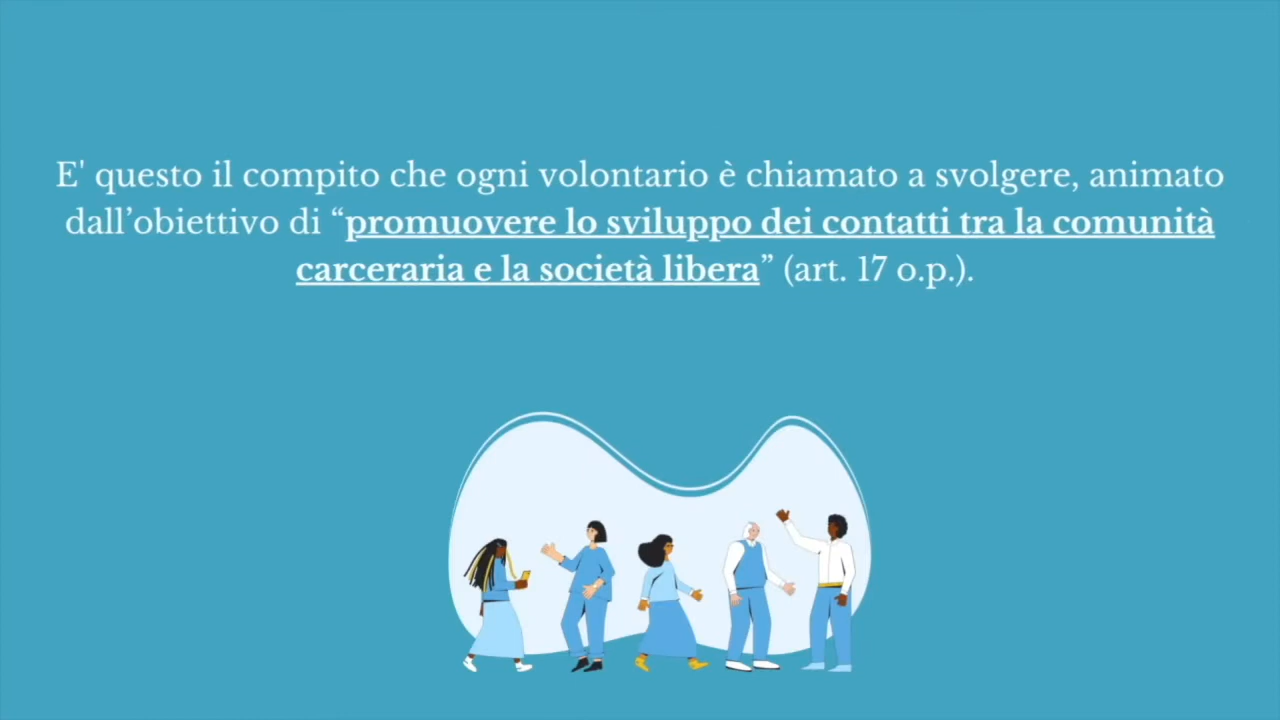 E' questo il compito che ogni volontario è chiamato a svolgere, animato
dall’obiettivo di “promuovere lo sviluppo dei contatti tra la comunità
carceraria e la società libera” (art. 17 o.p.).